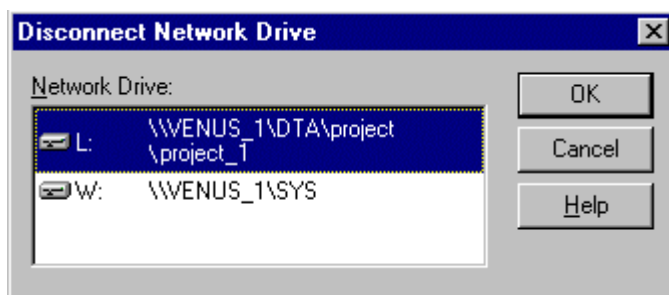 Disconnect Network Drive
Network Drive:
L: \\VENUS_1\DTA\project
\project_1
W: \\VENUS_1\SYS
OK
Cancel
Help